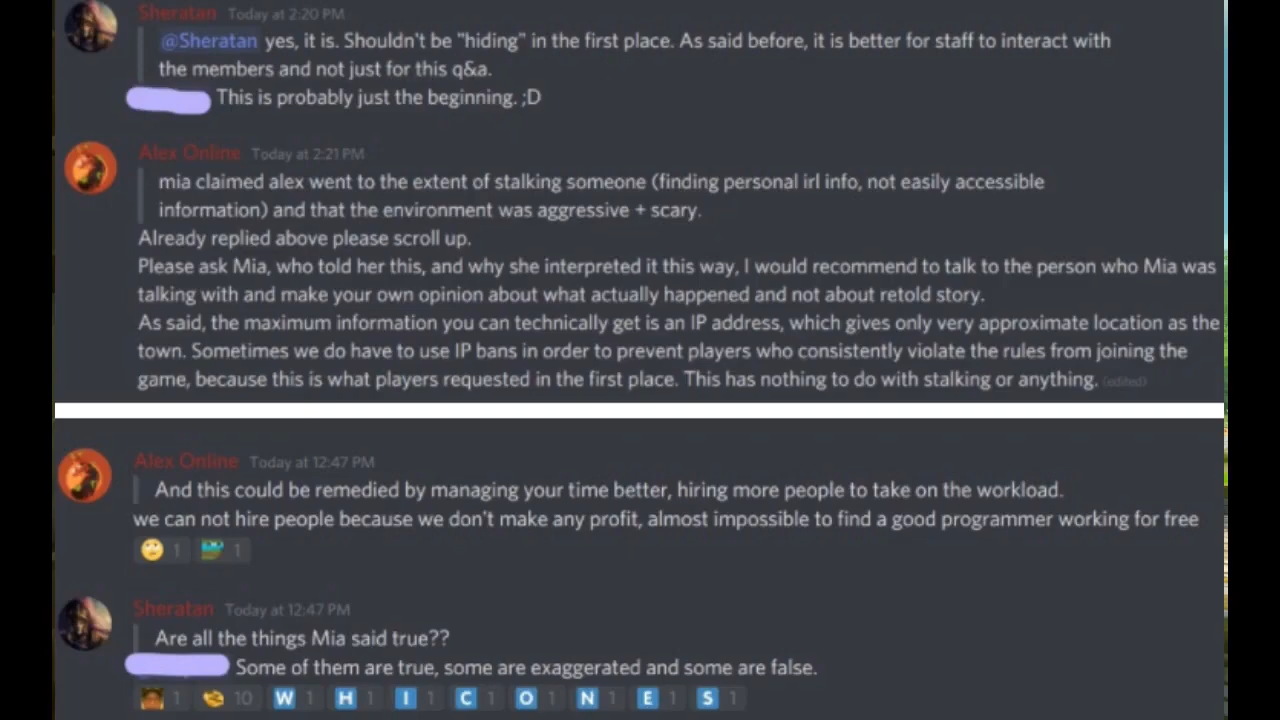 Sheratan Today at 2:20 PM
@Sheratan yes, it is. Shouldn't be "hiding" in the first place. As said before, it is better for staff to interact with
the members and not just for this q&a.
This is probably just the beginning. ;D
Alex Online Today at 2:21 PM
mia claimed alex went to the extent of stalking someone (finding personal irl info, not easily accessible
information) and that the environment was aggressive + scary.
Already replied above please scroll up.
Please ask Mia, who told her this, and why she interpreted it this way, I would recommend to talk to the person who Mia was
talking with and make your own opinion about what actually happened and not about retold story.
As said, the maximum information you can technically get is an IP address, which gives only very approximate location as the
town. Sometimes we do have to use IP bans in order to prevent players who consistently violate the rules from joining the
game, because this is what players requested in the first place. This has nothing to do with stalking or anything. (edited)
Alex Online Today at 12:47 PM
And this could be remedied by managing your time better, hiring more people to take on the workload.
we can not hire people because we don't make any profit, almost impossible to find a good programmer working for free
1 1
Sheratan Today at 12:47 PM
Are all the things Mia said true??
Some of them are true, some are exaggerated and some are false.
1 10 W 1 H 1 I 1 C 1 O 1 N 1 E 1 S 1